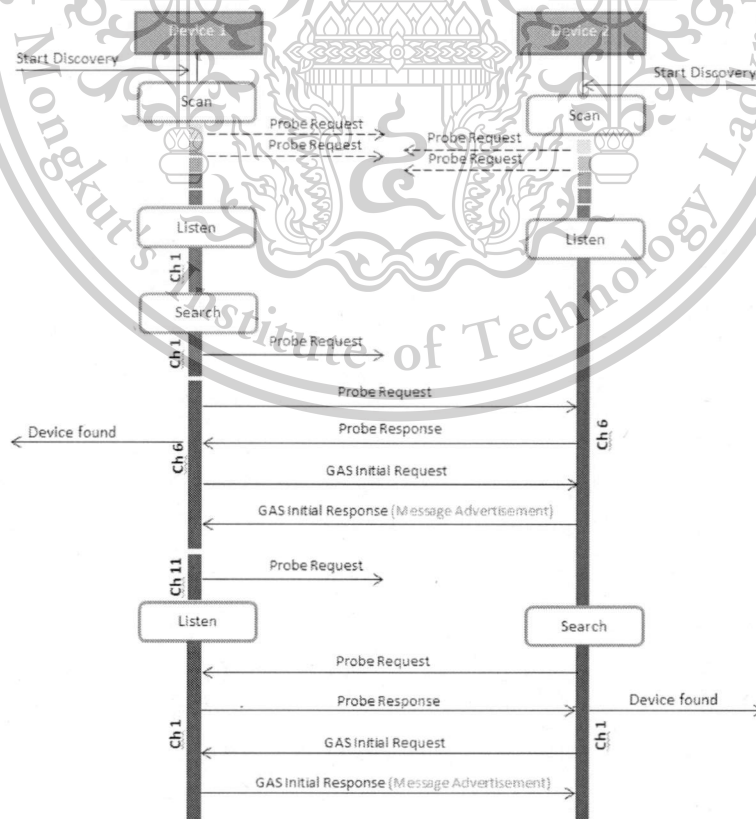 Device 1
Device 2
Start Discovery
Start Discovery
Scan
Scan
Probe Request
Probe Request
Probe Request
Probe Request
Listen
Listen
Ch 1
Search
Ch 1
Probe Request
Probe Request
Device found
Probe Response
Ch 6
Ch 6
GAS Initial Request
GAS Initial Response (Message Advertisement)
Ch 11
Probe Request
Listen
Search
Probe Request
Probe Response
Device found
Ch 1
Ch 1
GAS Initial Request
GAS Initial Response (Message Advertisement)
Mongkut's Institute of Technology